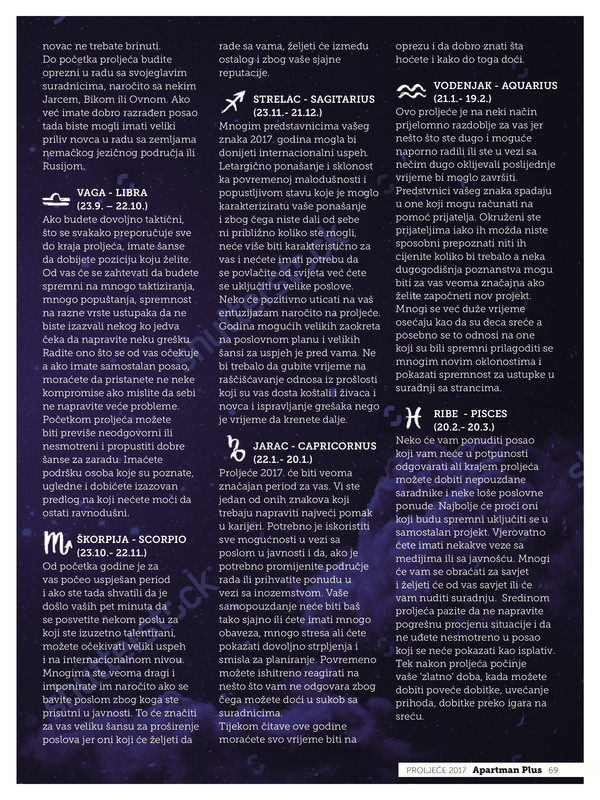 novac ne trebate brinuti.
Do početka proljeća budite
oprezni u radu sa svojeglavim
suradnicima, naročito sa nekim
Jarcem, Bikom ili Ovnom. Ako
već imate dobro razrađen posao
tada biste mogli imati veliki
priliv novca u radu sa zemljama
nemačkog jezičnog područja ili
Rusijom.
VAGA - LIBRA
(23.9. – 22.10.)
Ako budete dovoljno taktični,
što se svakako preporučuje sve
do kraja proljeća, imate šanse
da dobijete poziciju koju želite.
Od vas će se zahtevati da budete
spremni na mnogo taktiziranja,
mnogo popuštanja, spremnost
na razne vrste ustupaka da ne
biste izazvali nekog ko jedva
čeka da napravite neku grešku.
Radite ono što se od vas očekuje
a ako imate samostalan posao,
moraćete da pristanete ne neke
kompromise ako mislite da sebi
ne napravite veće probleme.
Početkom proljeća možete
biti previše neodgovorni ili
nesmotreni i propustiti dobre
šanse za zaradu. Imaćete
podršku osoba koje su poznate,
ugledne i dobićete izazovan
predlog na koji nećete moći da
ostati ravnodušni.
ŠKORPIJA - SCORPIO
(23.10.- 22.11.)
Od početka godine je za
vas počeo uspješan period
i ako ste tada shvatili da je
došlo vaših pet minuta da
se posvetite nekom poslu za
koji ste izuzetno talentirani,
možete očekivati veliki uspeh
i na internacionalnom nivou.
Mnogima ste veoma dragi i
imponirate im naročito ako se
bavite poslom zbog koga ste
prisutni u javnosti. To će značiti
za vas veliku šansu za proširenje
poslova jer oni koji će željeti da
rade sa vama, željeti će između
ostalog i zbog vaše sjajne
reputacije.
STRELAC - SAGITARIUS
(23.11.- 21.12.)
Mnogim predstavnicima vašeg
znaka 2017. godina mogla bi
donijeti internacionalni uspeh.
Letargično ponašanje i sklonost
ka povremenoj malodušnosti i
popustljivom stavu koje je moglo
karakteriziratu vaše ponašanje
i zbog čega niste dali od sebe
ni približno koliko ste mogli,
neće više biti karakteristično za
vas i nećete imati potrebu da
se povlačite od svijeta već ćete
se uključiti u velike poslove.
Neko će pozitivno uticati na vaš
entuzijazam naročito na proljeće.
Godina mogućih velikih zaokreta
na poslovnom planu i velikih
šansi za uspjeh je pred vama. Ne
bi trebalo da gubite vrijeme na
raščišćavanje odnosa iz prošlosti
koji su vas dosta koštali i živaca i
novca i ispravljanje grešaka nego
je vrijeme da krenete dalje.
JARAC - CAPRICORNUS
(22.1.- 20.1.)
Proljeće 2017. će biti veoma
značajan period za vas. Vi ste
jedan od onih znakova koji
trebaju napraviti najveći pomak
u karijeri. Potrebno je iskoristiti
sve mogućnosti u vezi sa
poslom u javnosti i da, ako je
potrebno promijenite područje
rada ili prihvatite ponudu u
vezi sa inozemstvom. Vaše
samopouzdanje neće biti baš
tako sjajno ili ćete imati mnogo
obaveza, mnogo stresa ali ćete
pokazati dovoljno strpljenja i
smisla za planiranje. Povremeno
možete ishitreno reagirati na
nešto što vam ne odgovara zbog
čega možete doći u sukob sa
suradnicima.
Tijekom čitave ove godine
moraćete svo vrijeme biti na
oprezu i da dobro znati šta
hoćete i kako do toga doći.
VODENJAK - AQUARIUS
(21.1.- 19.2.)
Ovo proljeće je na neki način
prijelomno razdoblje za vas jer
nešto što ste dugo i moguće
naporno radili ili ste u vezi sa
nečim dugo oklijevali poslijednje
vrijeme bi moglo završiti.
Predstvnici vašeg znaka spadaju
u one koji mogu računati na
pomoć prijatelja. Okruženi ste
prijateljima iako ih možda niste
sposobni prepoznati niti ih
cijenite koliko bi trebalo a neka
dugogodišnja poznanstva mogu
biti za vas veoma značajna ako
želite započneti nov projekt.
Mnogi se već duže vrijeme
osećaju kao da su deca sreće a
posebno se to odnosi na one
koji su bili spremni prilagoditi se
mnogim novim oklonostima i
pokazati spremnost za ustupke u
suradnji sa strancima.
RIBE - PISCES
(20.2.- 20.3.)
Neko će vam ponuditi posao
koji vam neće u potpunosti
odgovarati ali krajem proljeća
možete dobiti nepouzdane
saradnike i neke loše poslovne
ponude. Najbolje će proći oni
koji budu spremni uključiti se u
samostalan projekt. Vjerovatno
ćete imati nekakve veze sa
medijima ili sa javnošću. Mnogi
će vam se obraćati za savjet
i željeti će od vas savjet ili će
vam nuditi suradnju. Sredinom
proljeća pazite da ne napravite
pogrešnu procjenu situacije i da
ne uđete nesmotreno u posao
koji se neće pokazati kao isplativ.
Tek nakon proljeća počinje
vaše ‘zlatno’ doba, kada možete
dobiti poveće dobitke, uvećanje
prihoda, dobitke preko igara na
sreću.
PROLJEĆE 2017 Apartman Plus 69
shutterstock
shutterstock